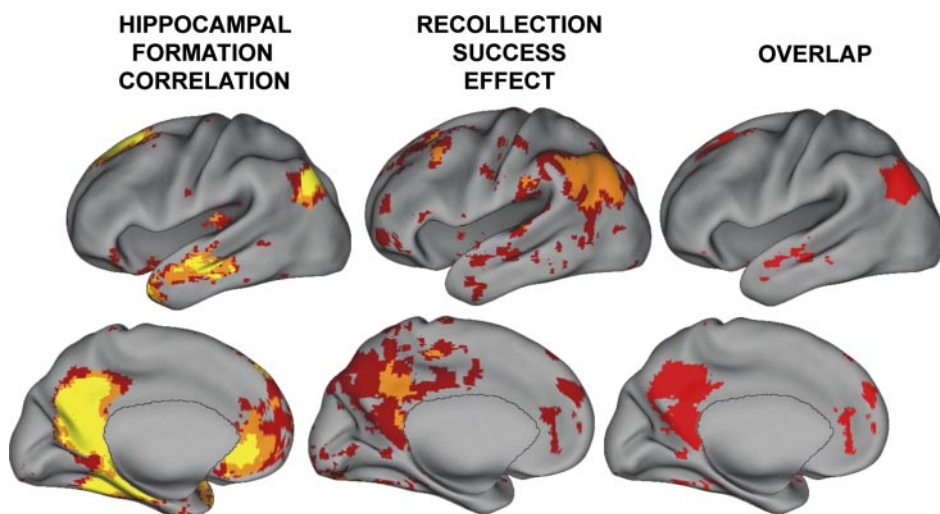 HIPPOCAMPAL
FORMATION
CORRELATION
RECOLLECTION
SUCCESS
EFFECT
OVERLAP